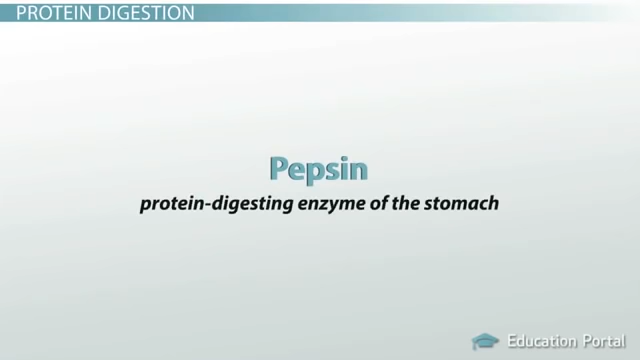 PROTEIN DIGESTION
Pepsin
protein-digesting enzyme of the stomach
Education Portal